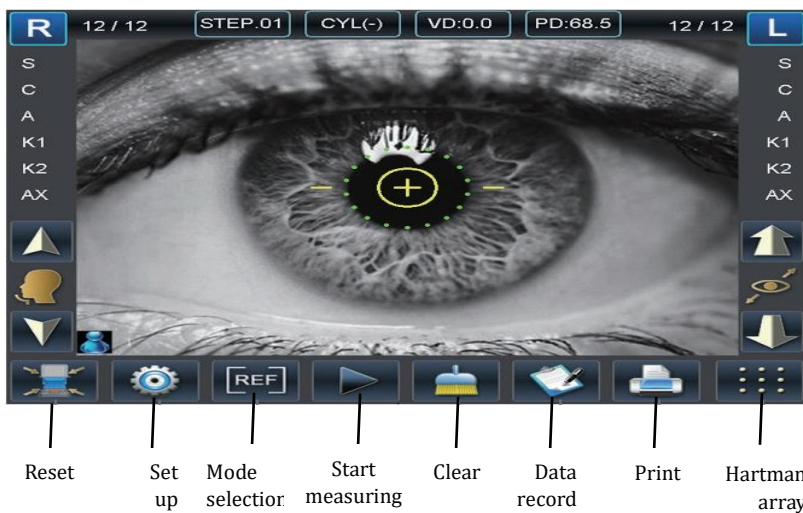 R 12 / 12 STEP.01 CYL(-) VD:0.0 PD:68.5 12 / 12 L
S S
C C
A A
K1 K1
K2 K2
AX AX
[REF]
Reset Set Mode Start Clear Data Print Hartman
up selection measuring record array